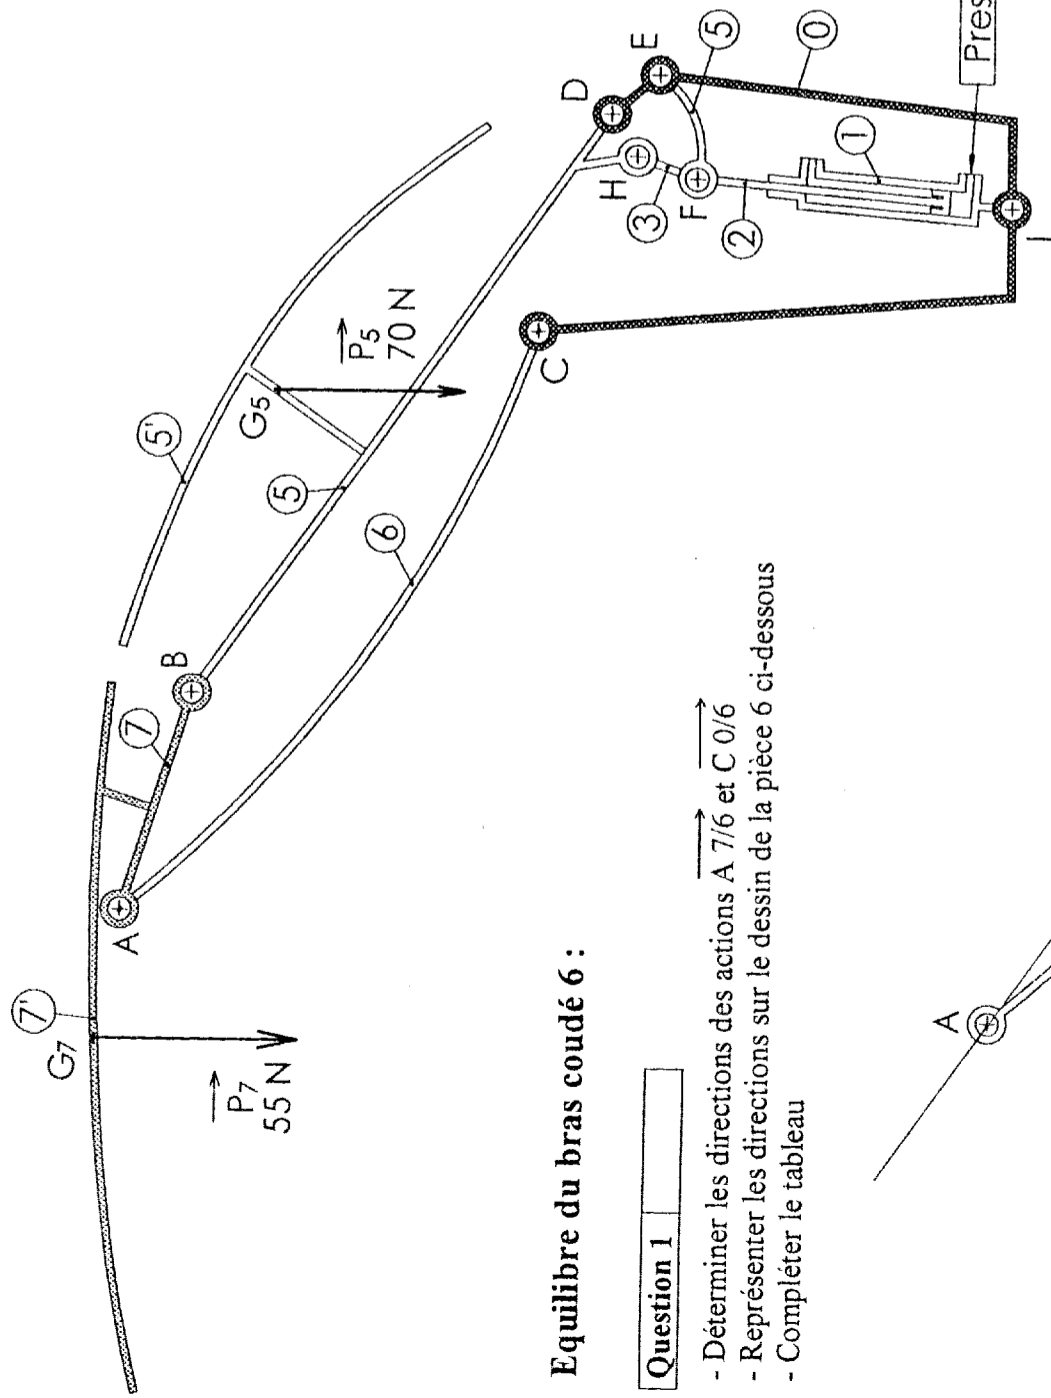 7'
G7
P7
55 N
A
7
B
5'
G5
P5
70 N
5
6
C
D
E
H
3
F
2
5
0
1
Pres
I
Equilibre du bras coudé 6 :
Question 1
- Déterminer les directions des actions A 7/6 et C 0/6
- Représenter les directions sur le dessin de la pièce 6 ci-dessous
- Compléter le tableau
A